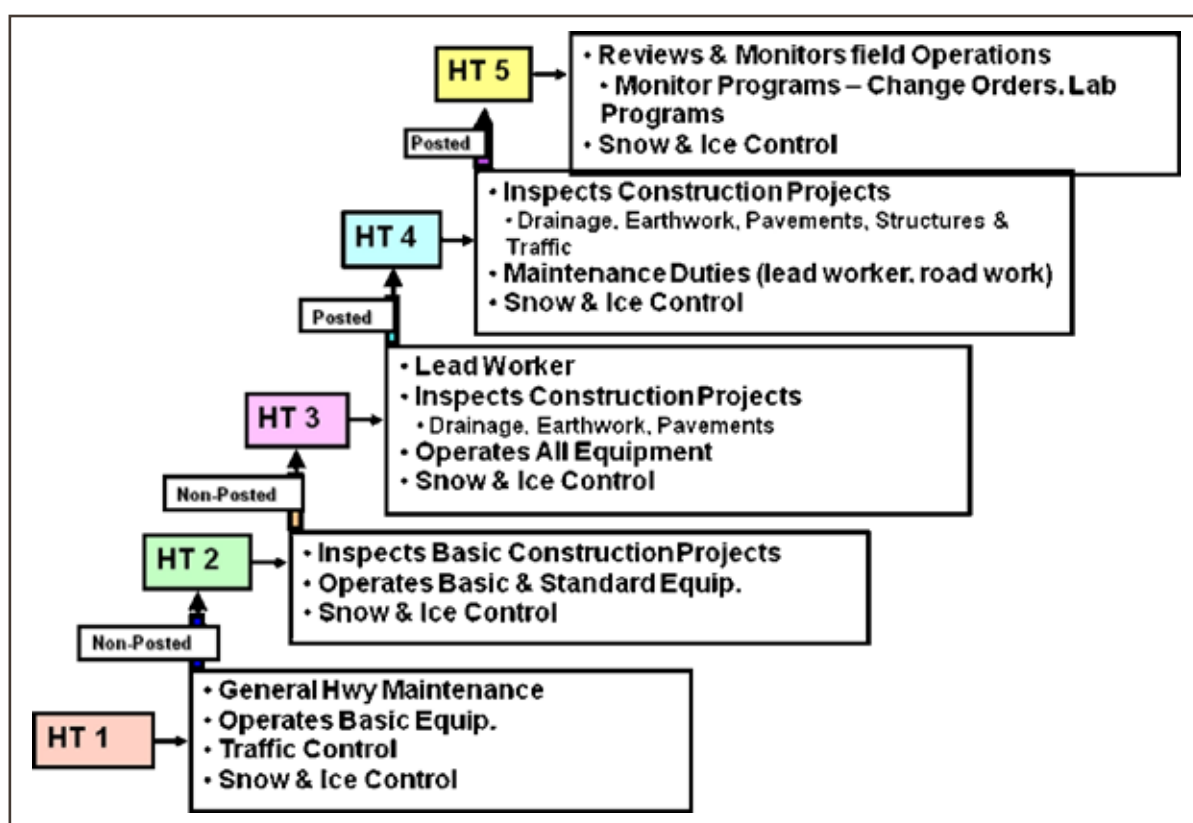 HT 5
• Reviews & Monitors field Operations
• Monitor Programs – Change Orders. Lab
Programs
• Snow & Ice Control
Posted
HT 4
• Inspects Construction Projects
• Drainage, Earthwork, Pavements, Structures &
Traffic
• Maintenance Duties (lead worker. road work)
• Snow & Ice Control
Posted
HT 3
• Lead Worker
• Inspects Construction Projects
• Drainage, Earthwork, Pavements
• Operates All Equipment
• Snow & Ice Control
Non-Posted
HT 2
• Inspects Basic Construction Projects
• Operates Basic & Standard Equip.
• Snow & Ice Control
Non-Posted
HT 1
• General Hwy Maintenance
• Operates Basic Equip.
• Traffic Control
• Snow & Ice Control